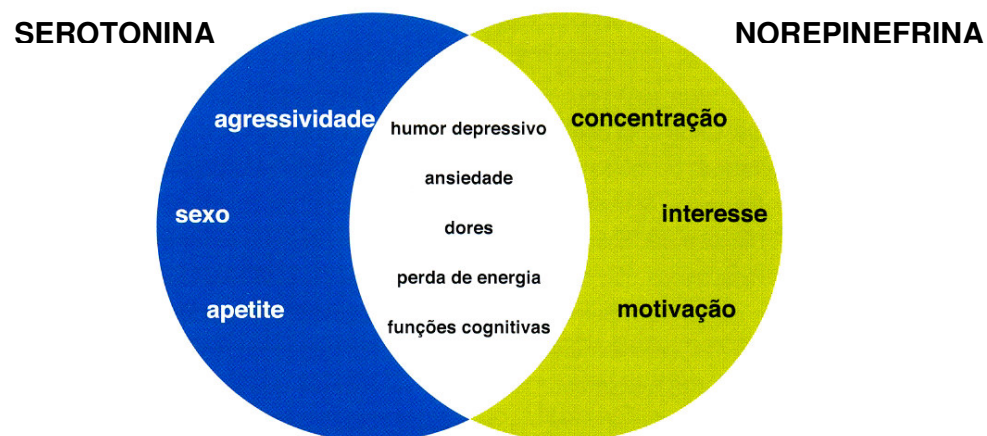 SEROTONINA
NOREPINEFRINA
agressividade
sexo
apetite
humor depressivo
ansiedade
dores
perda de energia
funções cognitivas
concentração
interesse
motivação